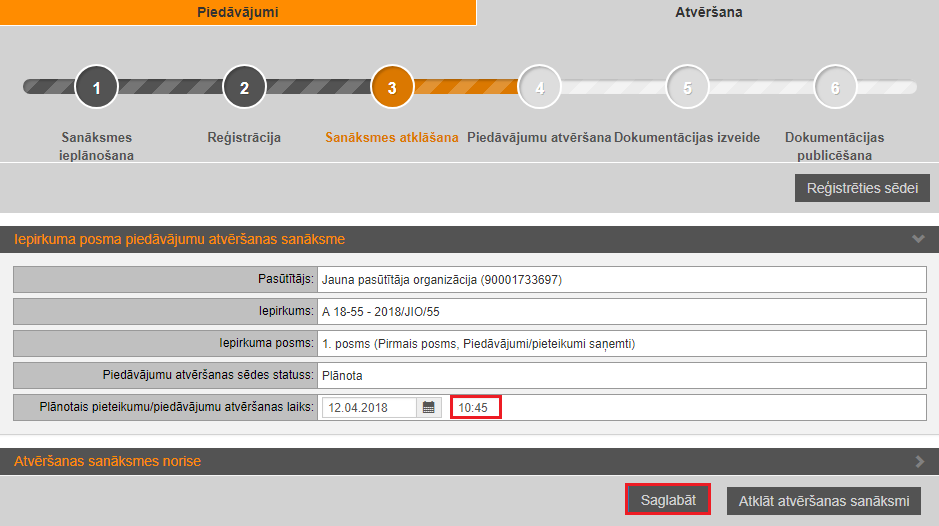 Piedāvājumi
Atvēršana
1
2
3
4
5
6
Sanāksmes
ieplānošana
Reģistrācija
Sanāksmes atklāšana
Piedāvājumu atvēršana
Dokumentācijas izveide
Dokumentācijas
publicēšana
Reģistrēties sēdei
Iepirkuma posma piedāvājumu atvēršanas sanāksme
Pasūtītājs: Jauna pasūtītāja organizācija (90001733697)
Iepirkums: A 18-55 - 2018/JIO/55
Iepirkuma posms: 1. posms (Pirmais posms, Piedāvājumi/pieteikumi saņemti)
Piedāvājumu atvēršanas sēdes statuss: Plānota
Plānotais pieteikumu/piedāvājumu atvēršanas laiks: 12.04.2018 10:45
Atvēršanas sanāksmes norise
Saglabāt
Atklāt atvēršanas sanāksmi